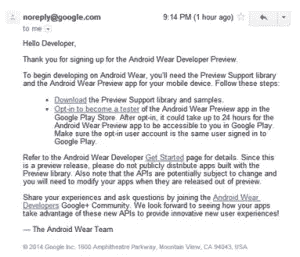 noreply@google.com 9:14 PM (1 hour ago)
to me
Hello Developer,
Thank you for signing up for the Android Wear Developer Preview.
To begin developing on Android Wear, you'll need the Preview Support library
and the Android Wear Preview app for your mobile device. Follow these steps:
• Download the Preview Support library and samples.
• Opt-in to become a tester of the Android Wear Preview app in the
Google Play Store. After opt-in, it could take up to 24 hours for the
Android Wear Preview app to be accessible to you in Google Play.
Make sure the opt-in user account is the same user signed in to
Google Play.
Refer to the Android Wear Developer Get Started page for details. Since this
is a preview release, please do not publicly distribute apps built with the
Preview library. Also note that the APIs are potentially subject to change and
you will need to modify your apps when they are released out of preview.
Share your experiences and ask questions by joining the Android Wear
Developers Google+ Community. We look forward to seeing how your apps
take advantage of these new APIs to provide innovative new user experiences!
— The Android Wear Team
© 2014 Google Inc. 1600 Amphitheatre Parkway, Mountain View, CA 94043, USA